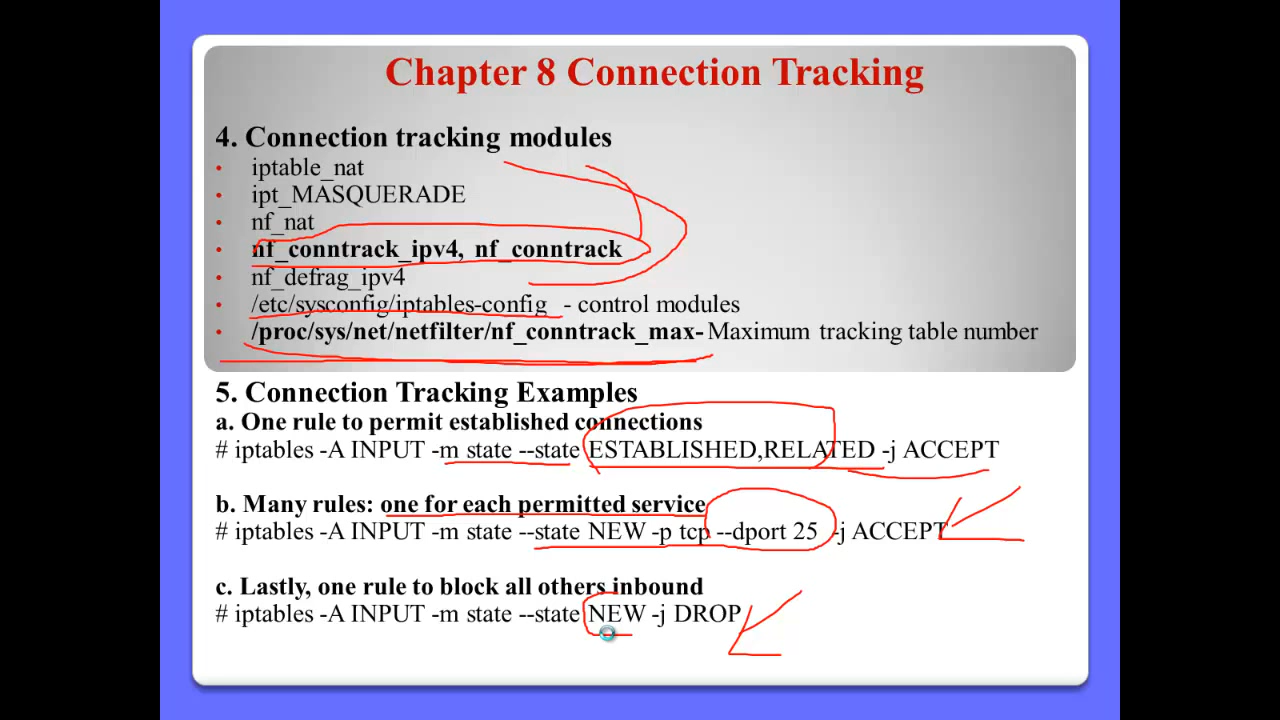 Chapter 8 Connection Tracking
4. Connection tracking modules
• iptable_nat
• ipt_MASQUERADE
• nf_nat
• nf_conntrack_ipv4, nf_conntrack
• nf_defrag_ipv4
• /etc/sysconfig/iptables-config - control modules
• /proc/sys/net/netfilter/nf_conntrack_max- Maximum tracking table number
5. Connection Tracking Examples
a. One rule to permit established connections
# iptables -A INPUT -m state --state ESTABLISHED,RELATED -j ACCEPT
b. Many rules: one for each permitted service
# iptables -A INPUT -m state --state NEW -p tcp --dport 25 -j ACCEPT
c. Lastly, one rule to block all others inbound
# iptables -A INPUT -m state --state NEW -j DROP